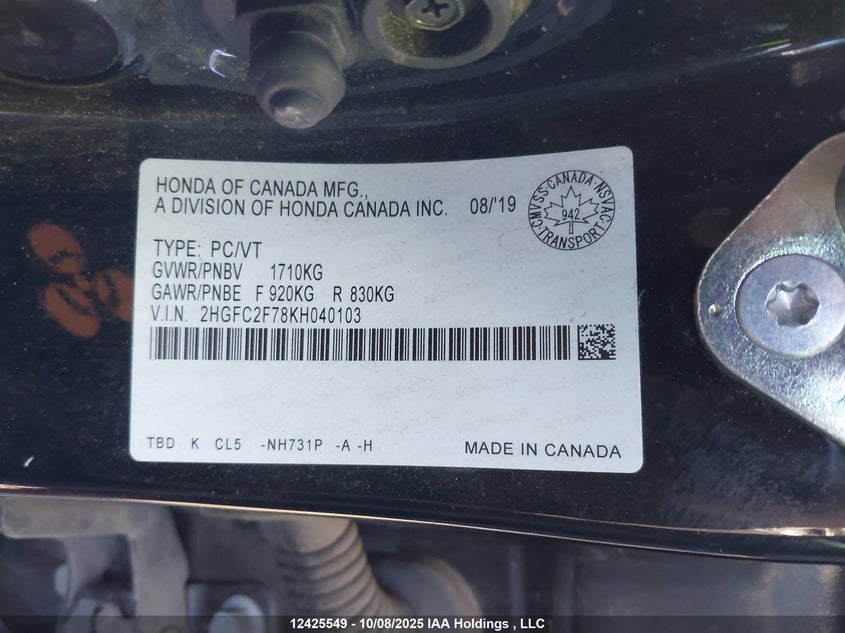 HONDA OF CANADA MFG.,
A DIVISION OF HONDA CANADA INC. 08/'19
CMVSS·CANADA·NSVAC·TRANSPORT·
942
TYPE: PC/VT
GVWR/PNBV 1710KG
GAWR/PNBE F 920KG R 830KG
V.I.N. 2HGFC2F78KH040103
TBD K CL5 -NH731P -A -H
MADE IN CANADA
12425549 - 10/08/2025 IAA Holdings , LLC